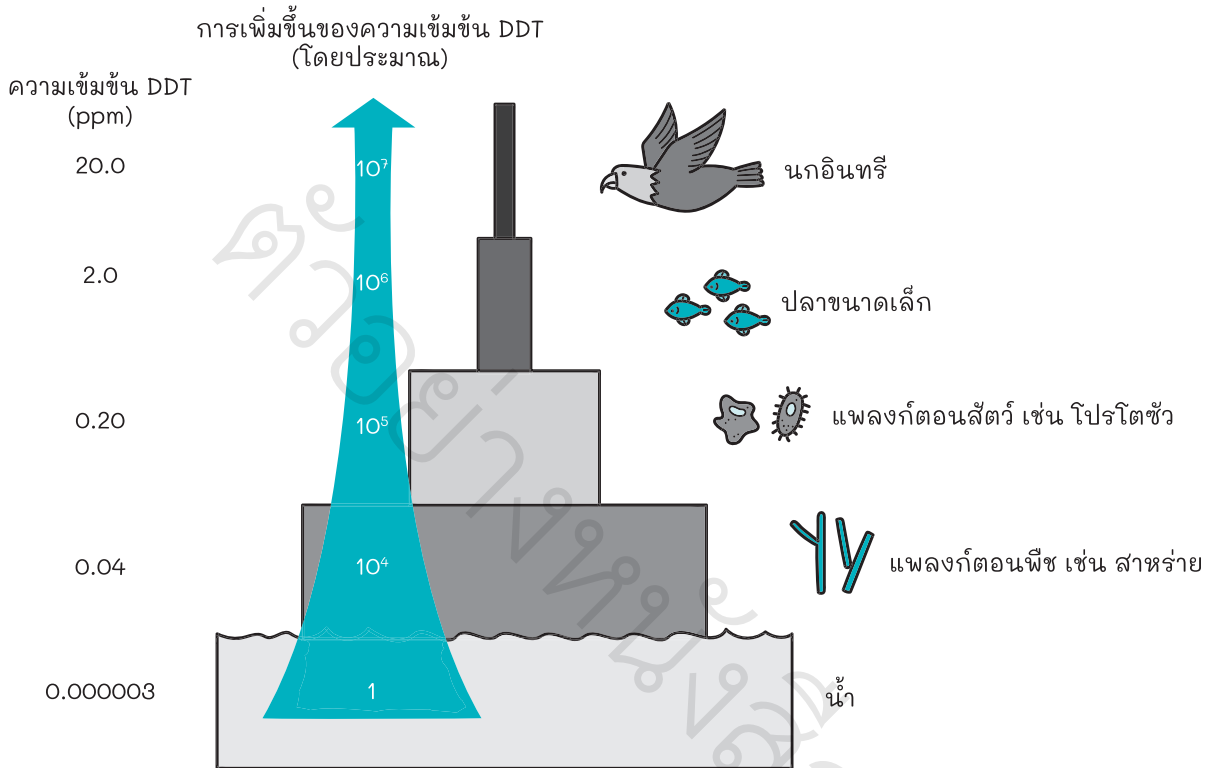 การเพิ่มขึ้นของความเข้มข้น DDT
(โดยประมาณ)
ความเข้มข้น DDT
(ppm)
20.0
10⁷
นกอินทรี
2.0
10⁶
ปลาขนาดเล็ก
0.20
10⁵
แพลงก์ตอนสัตว์ เช่น โปรโตซัว
0.04
10⁴
แพลงก์ตอนพืช เช่น สาหร่าย
0.000003
1
น้ำ